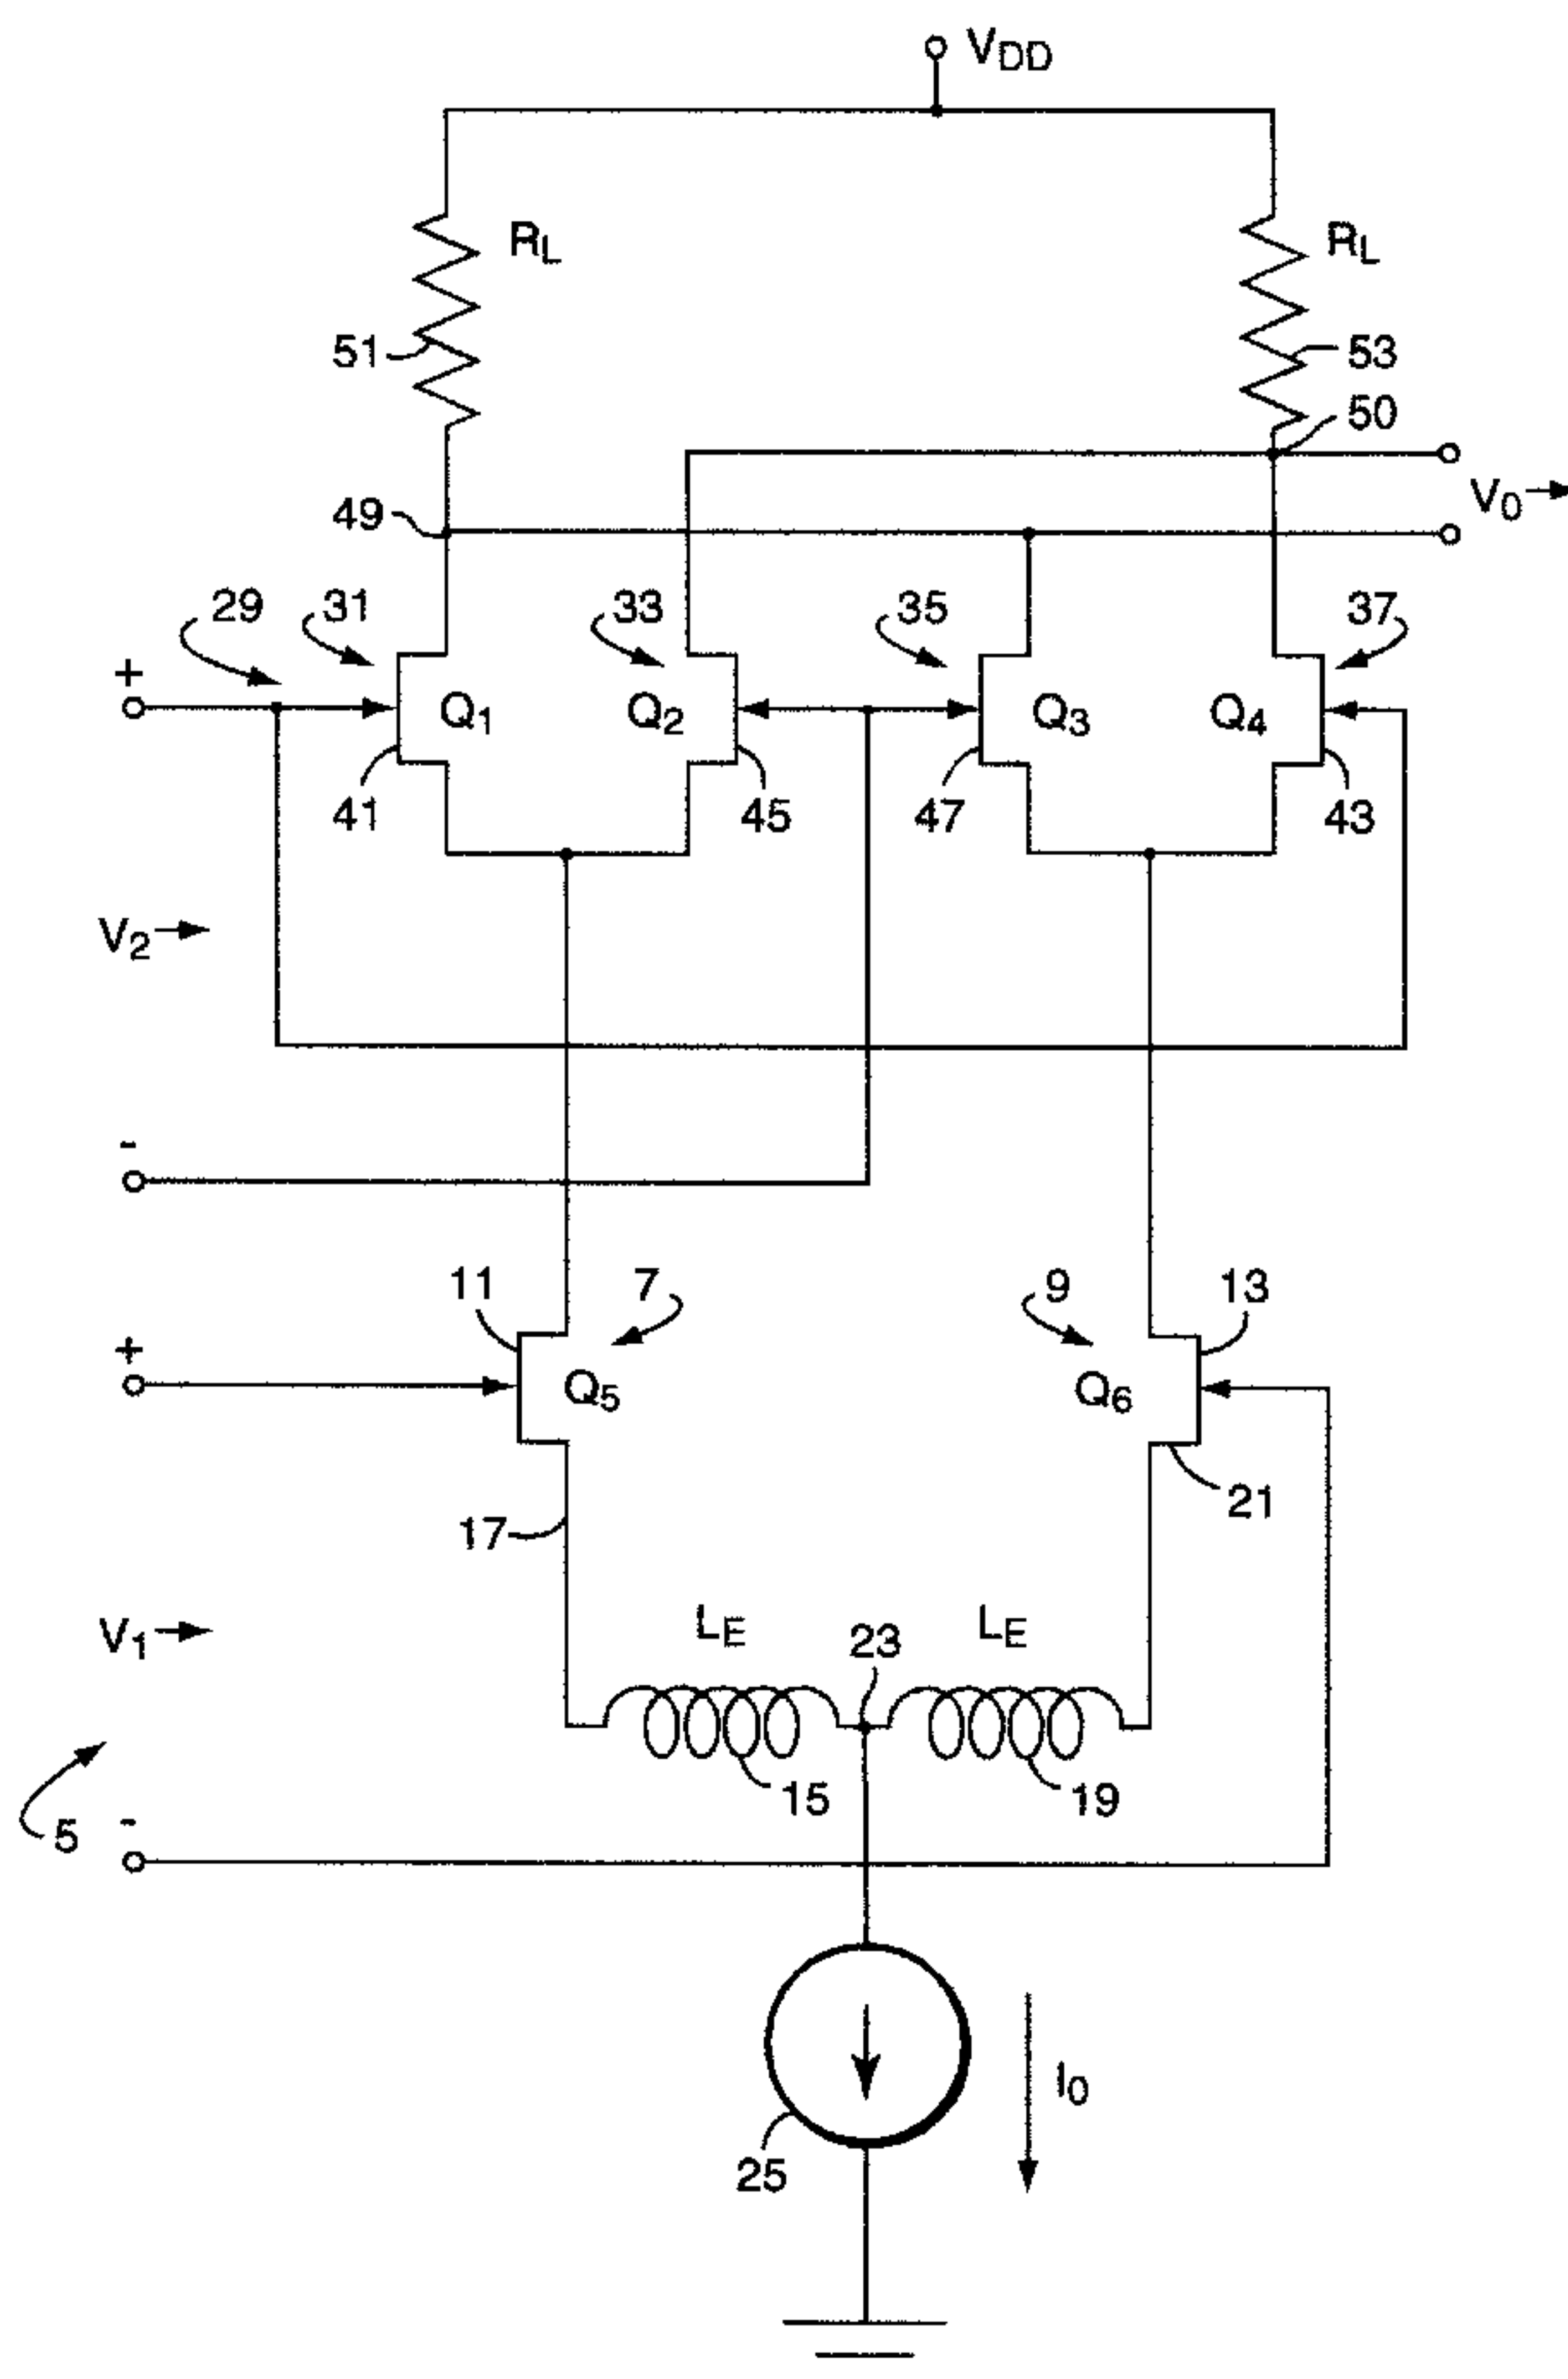 VDD
RL RL
51 53
50
49 V0
29 31 33 35 37
+
Q1 Q2 Q3 Q4
41 45 47 43
V2
-
11 7 9 13
+
Q5 Q6
17 21
LE LE
V1 23
15 19
5 -
I0
25